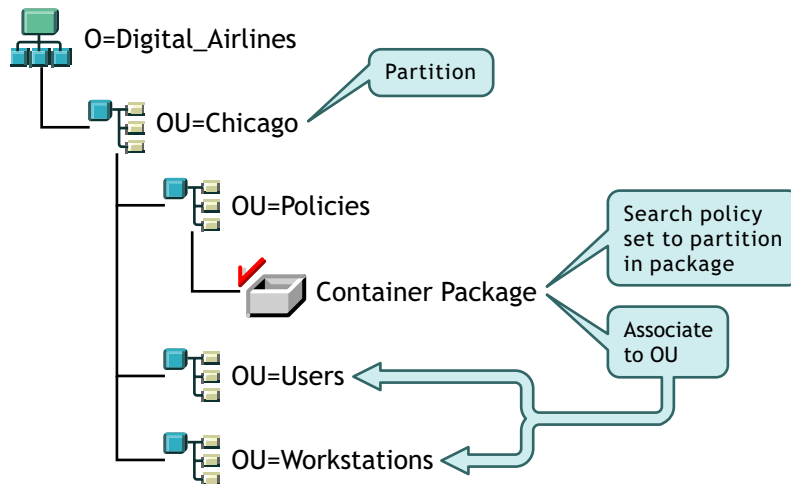 O=Digital_Airlines
Partition
OU=Chicago
OU=Policies
Search policy
set to partition
in package
Container Package
Associate
to OU
OU=Users
OU=Workstations